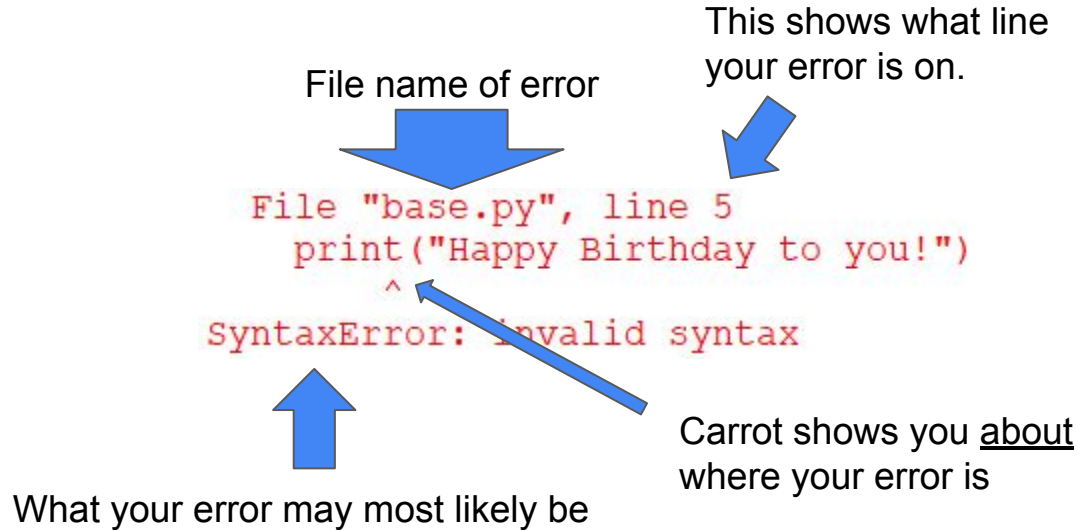 This shows what line
your error is on.
File name of error
File "base.py", line 5
print("Happy Birthday to you!")
^
SyntaxError: invalid syntax
Carrot shows you about
where your error is
What your error may most likely be